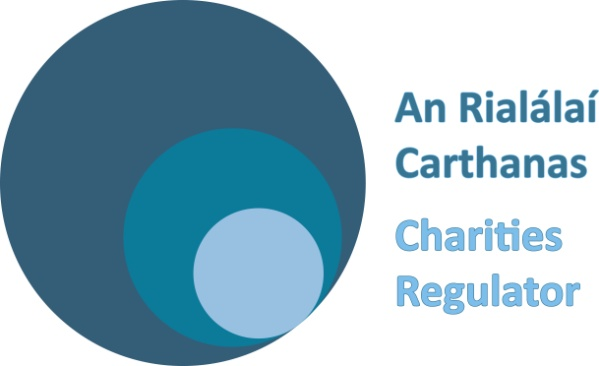 An Rialálaí
Carthanas
Charities
Regulator